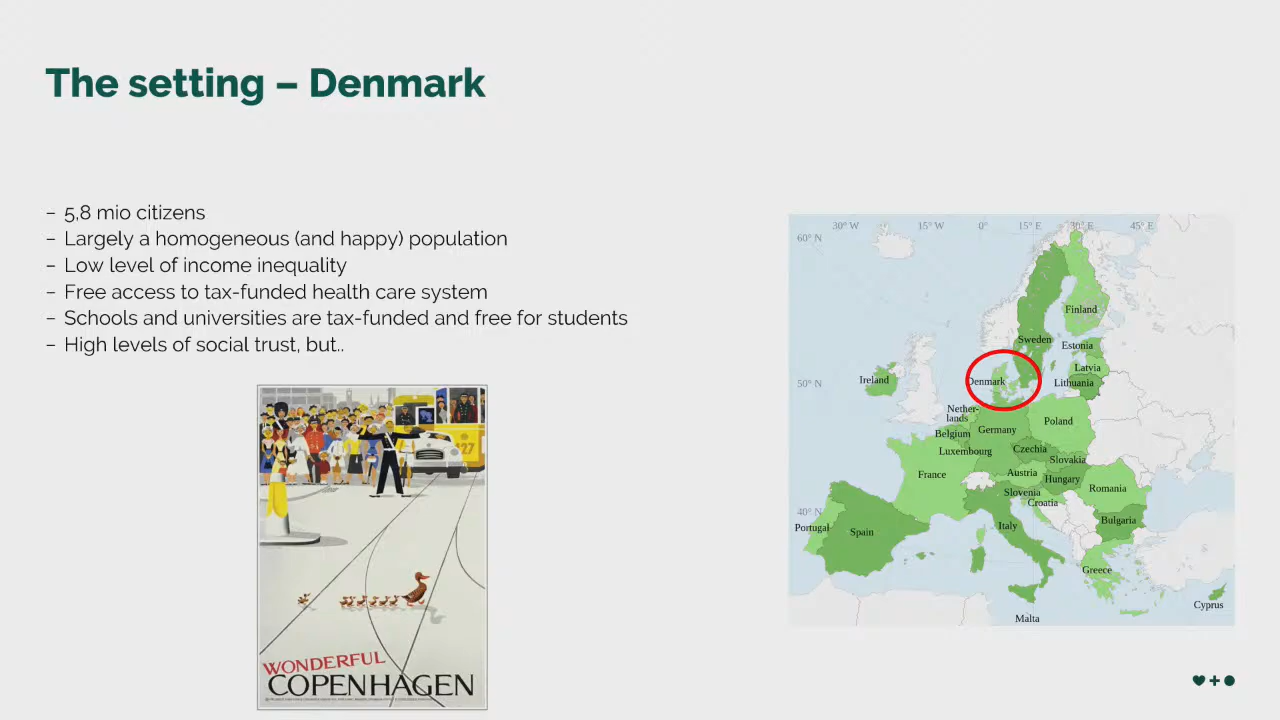 The setting – Denmark
– 5,8 mio citizens
– Largely a homogeneous (and happy) population
– Low level of income inequality
– Free access to tax-funded health care system
– Schools and universities are tax-funded and free for students
– High levels of social trust, but..
127
WONDERFUL
COPENHAGEN
30° W 15° W 0° 15° E 30° E 45° E
60° N
Finland
Sweden
Estonia
Latvia
Lithuania
50° N
Ireland
Denmark
Nether-
lands
Belgium
Germany
Poland
Luxembourg
Czechia
Slovakia
France
Austria
Hungary
Slovenia
Romania
Croatia
40° N
Portugal
Spain
Italy
Bulgaria
Greece
Cyprus
Malta